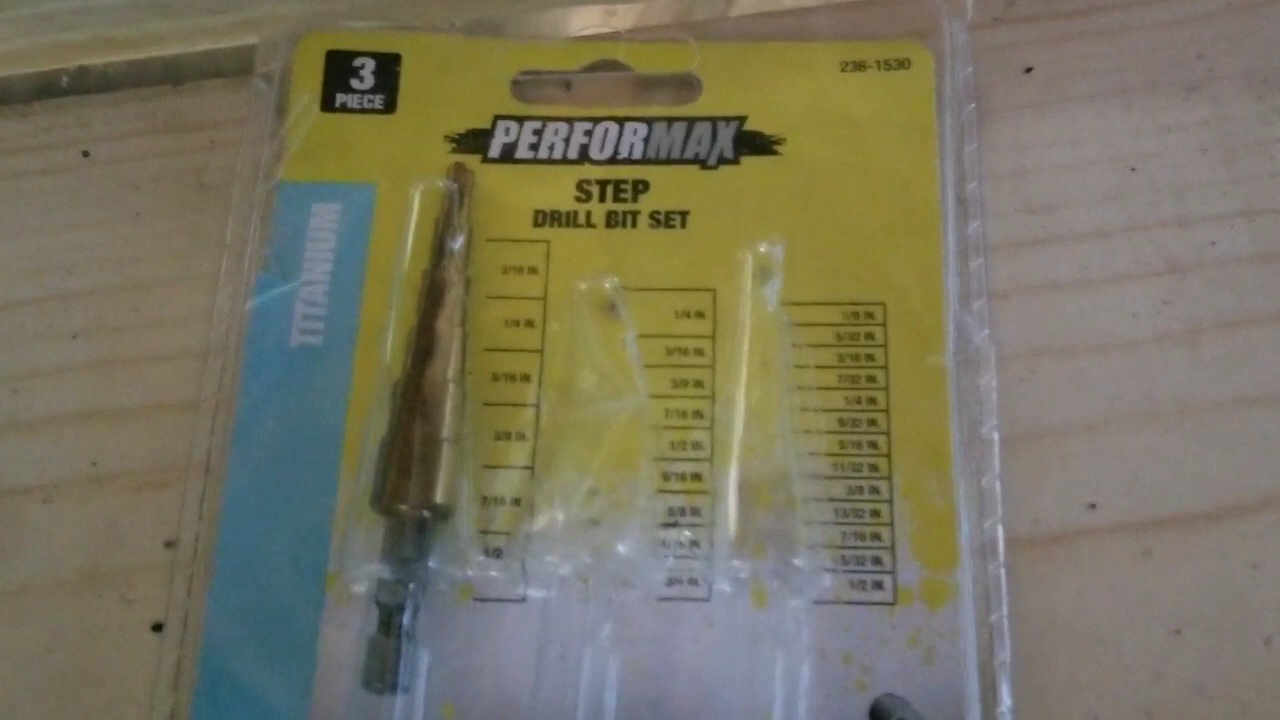 3
PIECE
236-1530
PERFORMAX
STEP
DRILL BIT SET
TITANIUM
3/16 IN.
1/4 IN.
5/16 IN.
3/8 IN.
7/16 IN.
1/2
1/4 IN.
5/16 IN.
3/8 IN.
7/16 IN.
1/2 IN.
9/16 IN.
5/8 IN.
3/4 IN.
1/8 IN.
5/32 IN.
3/16 IN.
7/32 IN.
1/4 IN.
9/32 IN.
5/16 IN.
11/32 IN.
3/8 IN.
13/32 IN.
7/16 IN.
5/32 IN.
1/2 IN.